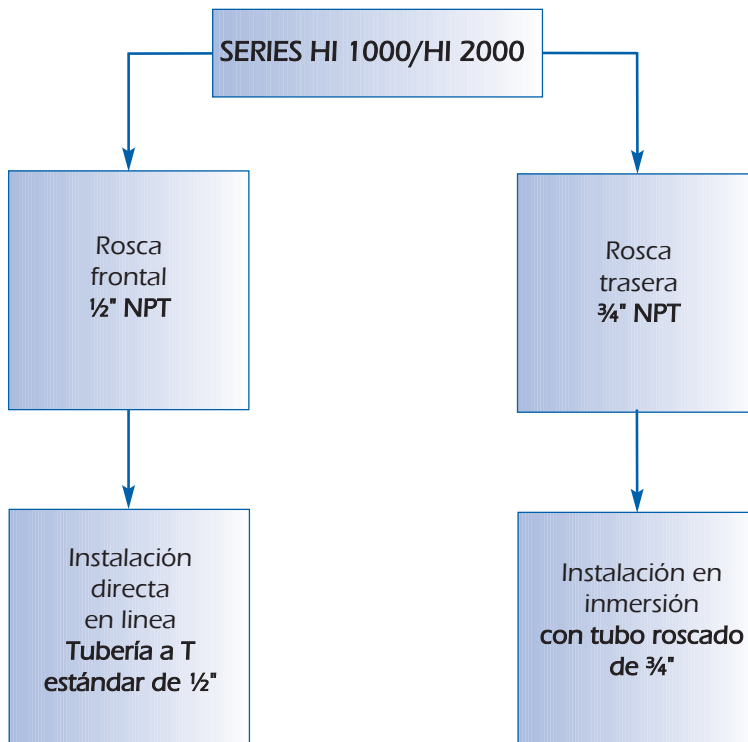 SERIES HI 1000/HI 2000
Rosca
frontal
½" NPT
Rosca
trasera
¾" NPT
Instalación
directa
en linea
Tubería a T
estándar de ½"
Instalación en
inmersión
con tubo roscado
de ¾"